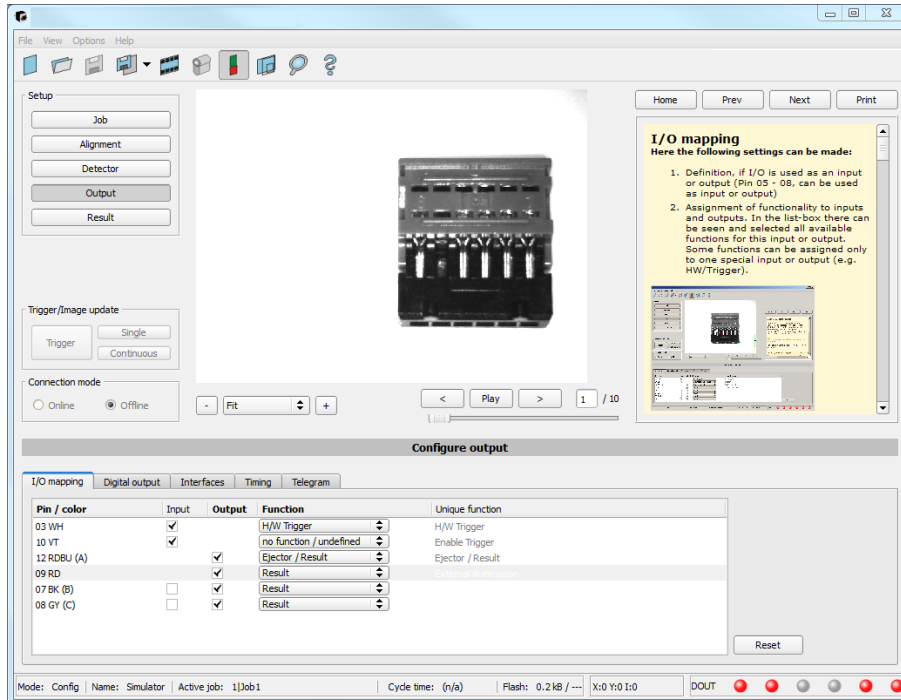 File View Options Help
Setup
Job
Alignment
Detector
Output
Result
Trigger/Image update
Trigger
Single
Continuous
Connection mode
Online Offline
- Fit +
< Play > 1 / 10
Home Prev Next Print
I/O mapping
Here the following settings can be made:
1. Definition, if I/O is used as an input
or output (Pin 05 - 08, can be used
as input or output)
2. Assignment of functionality to inputs
and outputs. In the list-box there can
be seen and selected all available
functions for this input or output.
Some functions can be assigned only
to one special input or output (e.g.
HW/Trigger).
Configure output
I/O mapping Digital output Interfaces Timing Telegram
Pin / color Input Output Function Unique function
03 WH H/W Trigger H/W Trigger
10 VT no function / undefined Enable Trigger
12 RDBU (A) Ejector / Result Ejector / Result
09 RD Result External illumination
07 BK (B) Result
08 GY (C) Result
Reset
Mode: Config Name: Simulator Active job: 1|Job1 Cycle time: (n/a) Flash: 0.2kB / --- X:0 Y:0 I:0 DOUT